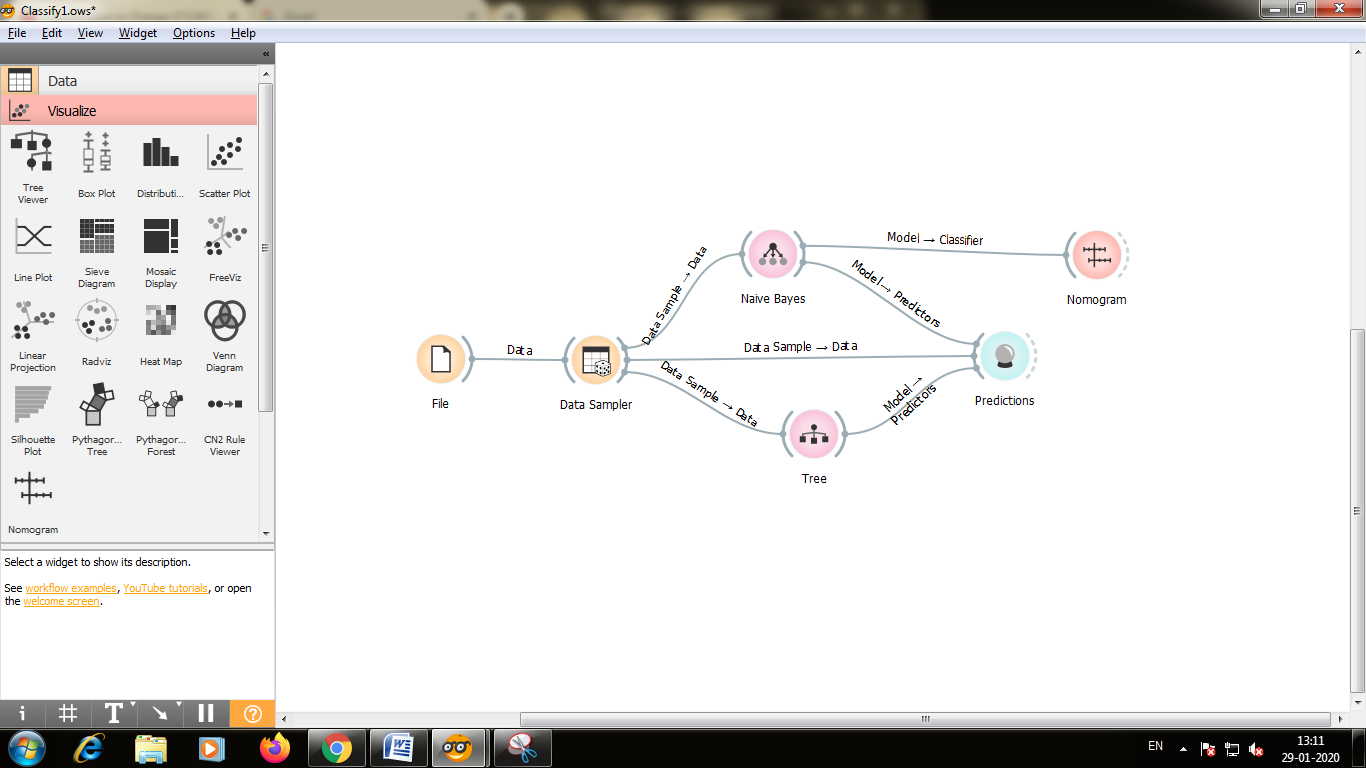 Classify1.ows*
File Edit View Widget Options Help
Data
Visualize
Tree Viewer
Box Plot
Distributi...
Scatter Plot
Line Plot
Sieve Diagram
Mosaic Display
FreeViz
Linear Projection
Radviz
Heat Map
Venn Diagram
Silhouette Plot
Pythagor... Tree
Pythagor... Forest
CN2 Rule Viewer
Nomogram
Select a widget to show its description.
See workflow examples, YouTube tutorials, or open
the welcome screen.
File
Data
Data Sampler
Data Sample → Data
Naive Bayes
Model → Classifier
Nomogram
Model → Predictors
Data Sample → Data
Predictions
Data Sample → Data
Tree
Model →
Predictors
EN
13:11
29-01-2020